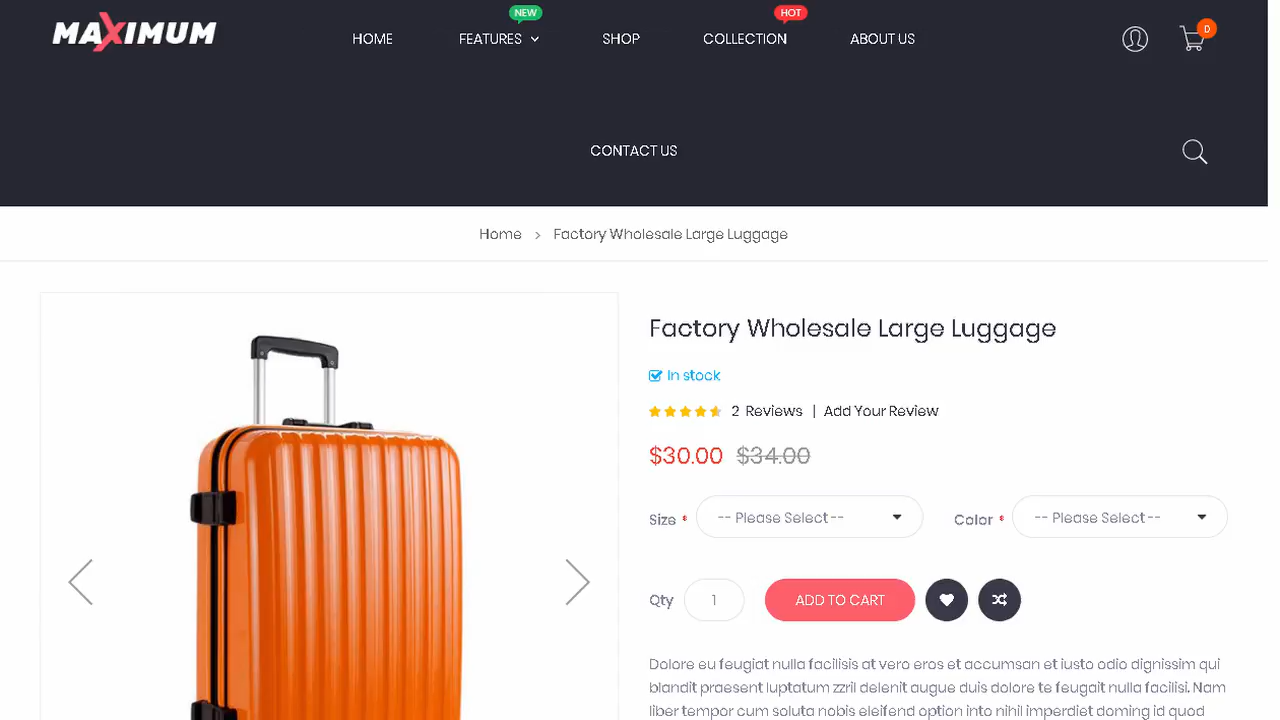 MAXIMUM
HOME
FEATURES
NEW
SHOP
COLLECTION
HOT
ABOUT US
0
CONTACT US
Home > Factory Wholesale Large Luggage
Factory Wholesale Large Luggage
In stock
2 Reviews | Add Your Review
$30.00 $34.00
Size * -- Please Select -- Color * -- Please Select --
Qty 1 ADD TO CART
Dolore eu feugiat nulla facilisis at vero eros et accumsan et iusto odio dignissim qui
blandit praesent luptatum zzril delenit augue duis dolore te feugait nulla facilisi. Nam
liber tempor cum soluta nobis eleifend option into nihil imperdiet doming id quod